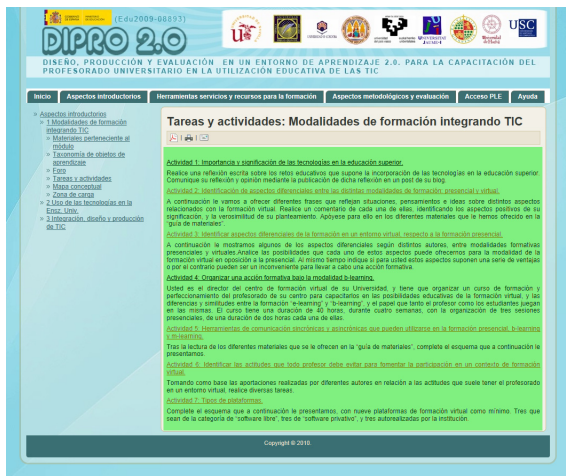 (Edu2009-08893)
DIPRO 2.0
DISEÑO, PRODUCCIÓN Y EVALUACIÓN EN UN ENTORNO DE APRENDIZAJE 2.0. PARA LA CAPACITACIÓN DEL
PROFESORADO UNIVERSITARIO EN LA UTILIZACIÓN EDUCATIVA DE LAS TIC
USC
Inicio Aspectos introductorios Herramientas servicios y recursos para la formación Aspectos metodológicos y evaluación Acceso PLE Ayuda
» Aspectos introductorios
1 Modalidades de formación
integrando TIC
Materiales perteneciente al
módulo
Taxonomía de objetos de
aprendizaje
Foro
Tareas y actividades
Mapa conceptual
Zona de carga
2 Uso de las tecnologías en la
Ensz. Univ.
3 Integración, diseño y producción
de TIC
Tareas y actividades: Modalidades de formación integrando TIC
Actividad 1: Importancia y significación de las tecnologías en la educación superior.
Realice una reflexión escrita sobre los retos educativos que supone la incorporación de las tecnologías en la educación superior.
Comunique su reflexión y opinión mediante la publicación de dicha reflexión en un post de su blog.
Actividad 2: Identificación de aspectos diferenciales entre las distintas modalidades de formación: presencial y virtual.
A continuación le vamos a ofrecer diferentes frases que reflejan situaciones, pensamientos e ideas sobre distintos aspectos
relacionados con la formación virtual. Realice un comentario de cada una de ellas, identificando los aspectos positivos de su
significación, y la verosimilitud de su planteamiento. Apóyese para ello en los diferentes materiales que le hemos ofrecido en la
"guía de materiales".
Actividad 3: Identificar aspectos diferenciales de la formación en un entorno virtual, respecto a la formación presencial.
A continuación le mostramos algunos de los aspectos diferenciales según distintos autores, entre modalidades formativas
presenciales y virtuales.Analice las posibilidades que cada uno de estos aspectos puede ofrecernos para la modalidad de la
formación virtual en oposición a la presencial. Al mismo tiempo indique si para usted estos aspectos suponen una serie de ventajas
o por el contrario pueden ser un inconveniente para llevar a cabo una acción formativa.
Actividad 4: Organizar una acción formativa bajo la modalidad b-learning.
Usted es el director del centro de formación virtual de su Universidad, y tiene que organizar un curso de formación y
perfeccionamiento del profesorado de su centro para capacitarlos en las posibilidades educativas de la formación virtual, y las
diferencias y similitudes entre la formación "e-learning" y "b-learning", y el papel que tanto el profesor como los estudiantes juegan
en las mismas. El curso tiene una duración de 40 horas, durante cuatro semanas, con la organización de tres sesiones
presenciales, de una duración de dos horas cada una de ellas.
Actividad 5: Herramientas de comunicación sincrónicas y asincrónicas que pueden utilizarse en la formación presencial, b-learning
y m-learning.
Tras la lectura de los diferentes materiales que se le ofrecen en la "guía de materiales", complete el esquema que a continuación le
presentamos.
Actividad 6: Identificar las actitudes que todo profesor debe evitar para fomentar la participación en un contexto de formación
virtual.
Tomando como base las aportaciones realizadas por diferentes autores en relación a las actitudes que suele tener el profesorado
en un entorno virtual, realice diversas tareas.
Actividad 7: Tipos de plataformas.
Complete el esquema que a continuación le presentamos, con nueve plataformas de formación virtual como mínimo. Tres que
sean de la categoría de "software libre", tres de "software privativo", y tres autorealizadas por la institución.
Copyright © 2018.